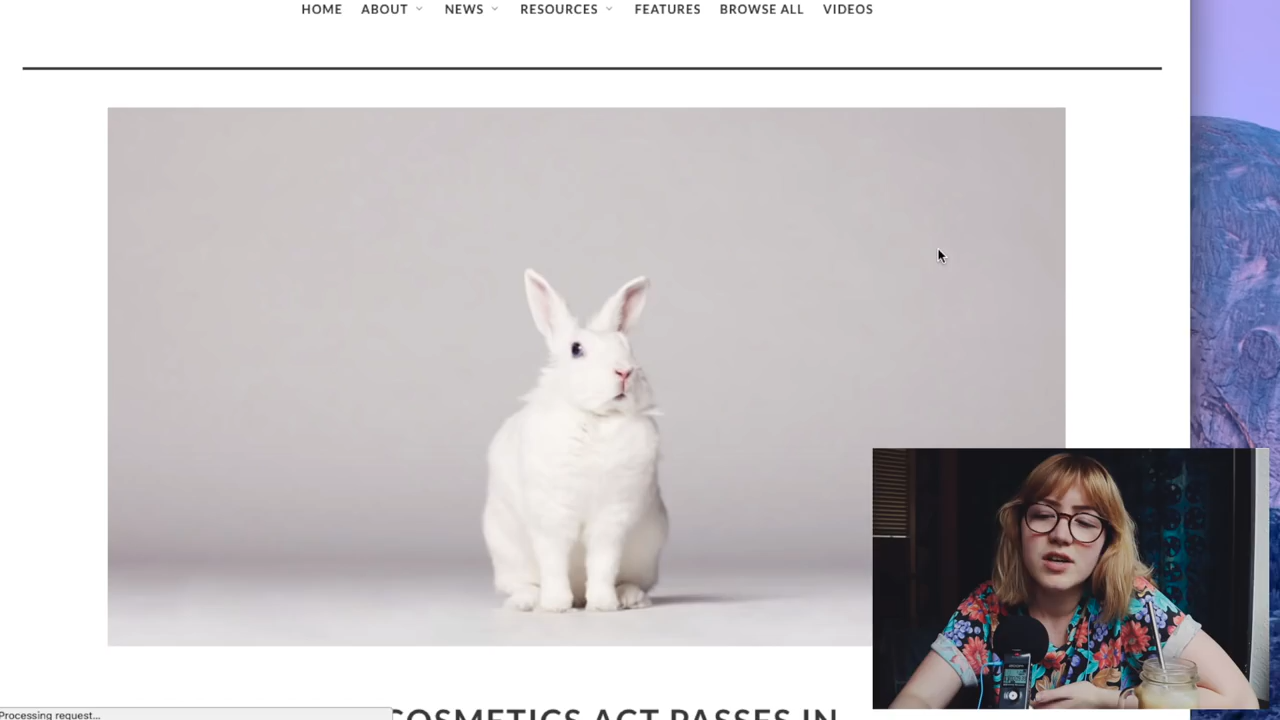 HOME ABOUT NEWS RESOURCES FEATURES BROWSE ALL VIDEOS
COSMETICS ACT PASSES IN
Processing request...